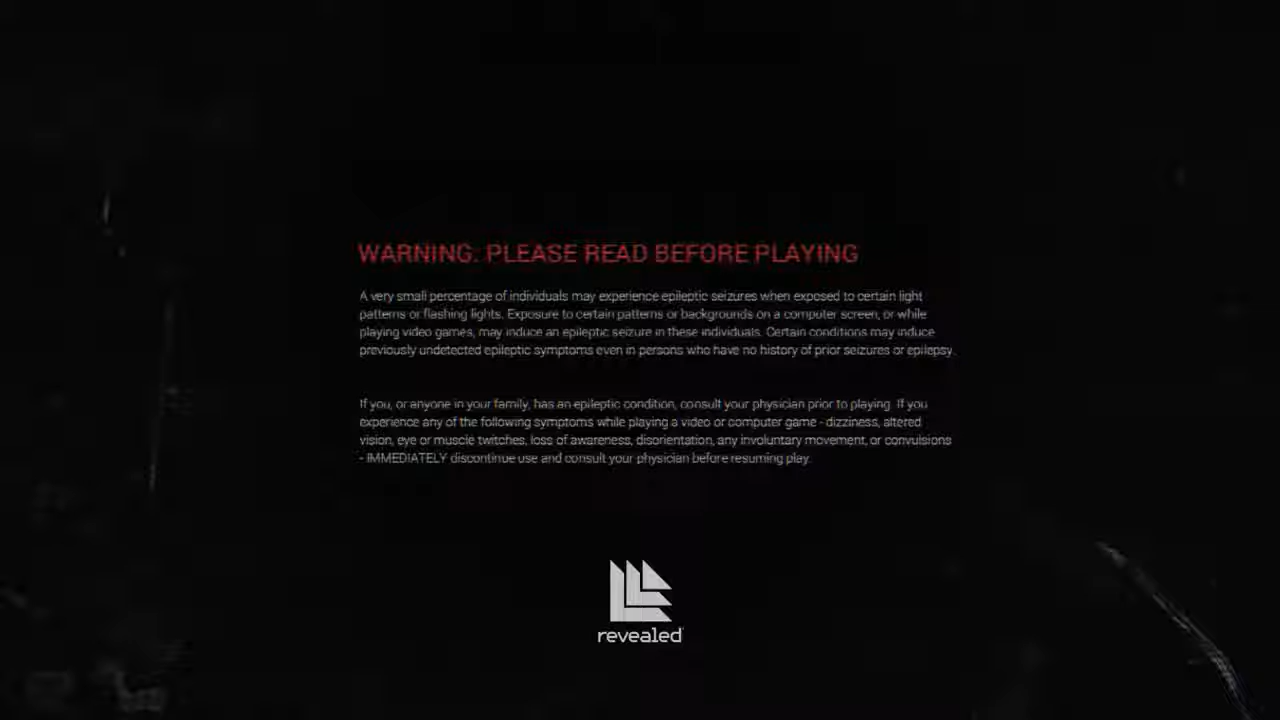 WARNING: PLEASE READ BEFORE PLAYING
A very small percentage of individuals may experience epileptic seizures when exposed to certain light
patterns or flashing lights. Exposure to certain patterns or backgrounds on a computer screen, or while
playing video games, may induce an epileptic seizure in these individuals. Certain conditions may induce
previously undetected epileptic symptoms even in persons who have no history of prior seizures or epilepsy.
If you, or anyone in your family, has an epileptic condition, consult your physician prior to playing. If you
experience any of the following symptoms while playing a video or computer game - dizziness, altered
vision, eye or muscle twitches, loss of awareness, disorientation, any involuntary movement, or convulsions
- IMMEDIATELY discontinue use and consult your physician before resuming play.
revealed